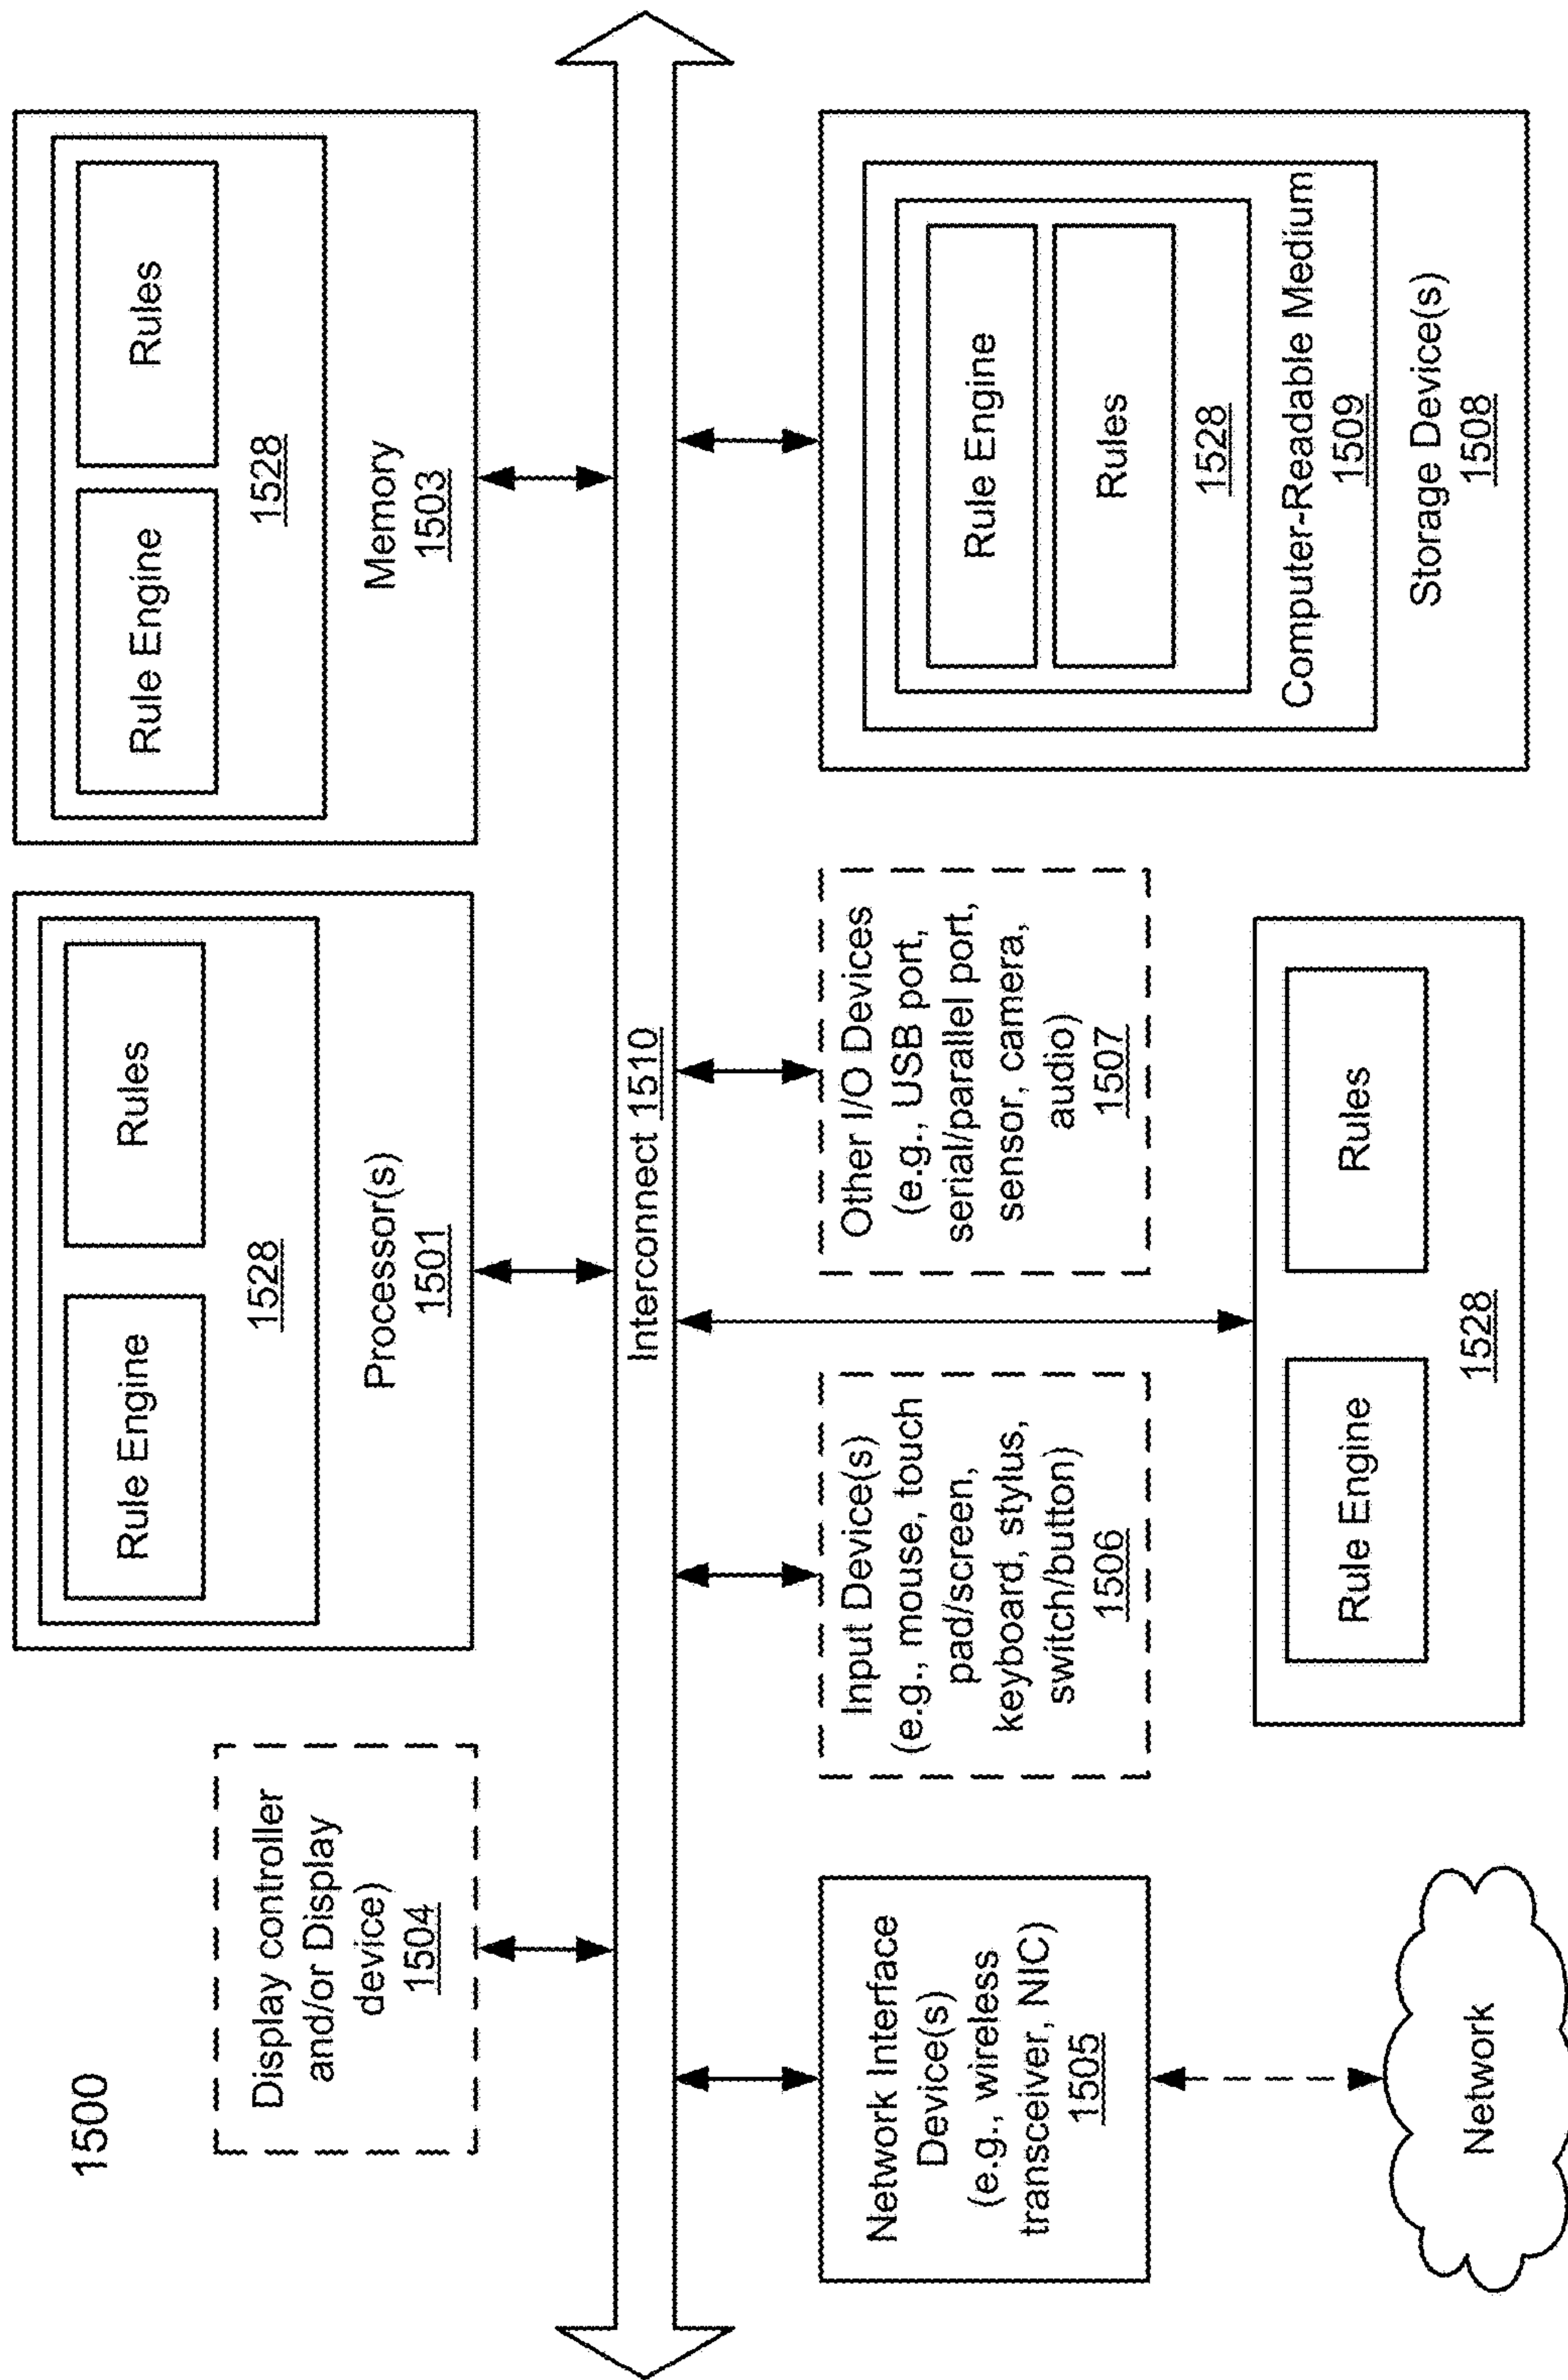 1500
Display controller
and/or Display
device)
1504
Rule Engine
Rules
1528
Processor(s)
1501
Rule Engine
Rules
1528
Memory
1503
Interconnect 1510
Network Interface
Device(s)
(e.g., wireless
transceiver, NIC)
1505
Input Device(s)
(e.g., mouse, touch
pad/screen,
keyboard, stylus,
switch/button)
1506
Other I/O Devices
(e.g., USB port,
serial/parallel port,
sensor, camera,
audio)
1507
Rule Engine
Rules
1528
Computer-Readable Medium
1509
Storage Device(s)
1508
Network
Rule Engine
Rules
1528